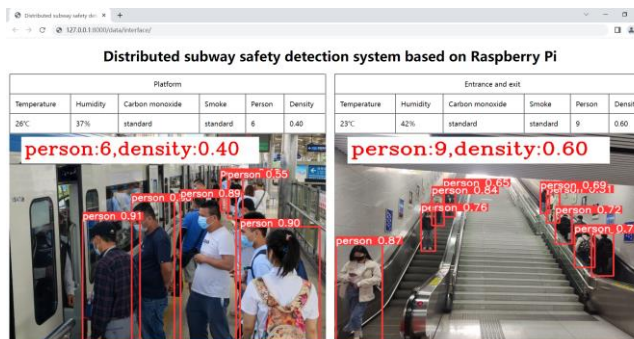 Distributed subway safety det
127.0.0.1:8000/data/interface/
Distributed subway safety detection system based on Raspberry Pi
Platform
Temperature Humidity Carbon monoxide Smoke Person Density
26℃ 37% standard standard 6 0.40
person:6,density:0.40
person 0.55
person 0.89
person 0.91
person 0.90
Entrance and exit
Temperature Humidity Carbon monoxide Smoke Person Densit
23℃ 42% standard standard 9 0.60
person:9,density:0.60
person 0.65
0.84
person 0.69
person 0.76
person 0.72
person 0.87